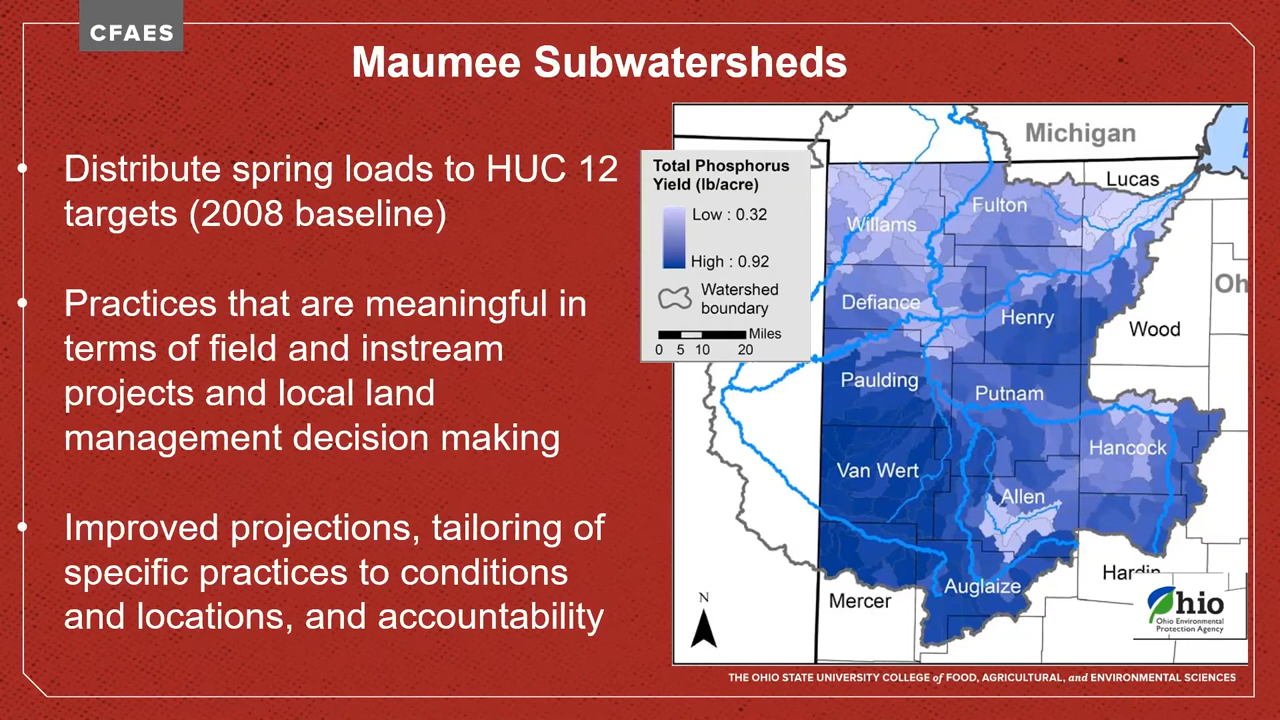 CFAES
Maumee Subwatersheds
• Distribute spring loads to HUC 12
targets (2008 baseline)
• Practices that are meaningful in
terms of field and instream
projects and local land
management decision making
• Improved projections, tailoring of
specific practices to conditions
and locations, and accountability
Total Phosphorus
Yield (lb/acre)
Low : 0.32
High : 0.92
Watershed
boundary
Miles
0 5 10 20
Michigan
Lucas
Fulton
Willams
Oh
Defiance
Henry
Wood
Paulding
Putnam
Hancock
Van Wert
Allen
Hardin
Auglaize
Mercer
N
Ohio
Ohio Environmental
Protection Agency
THE OHIO STATE UNIVERSITY COLLEGE of FOOD, AGRICULTURAL, and ENVIRONMENTAL SCIENCES